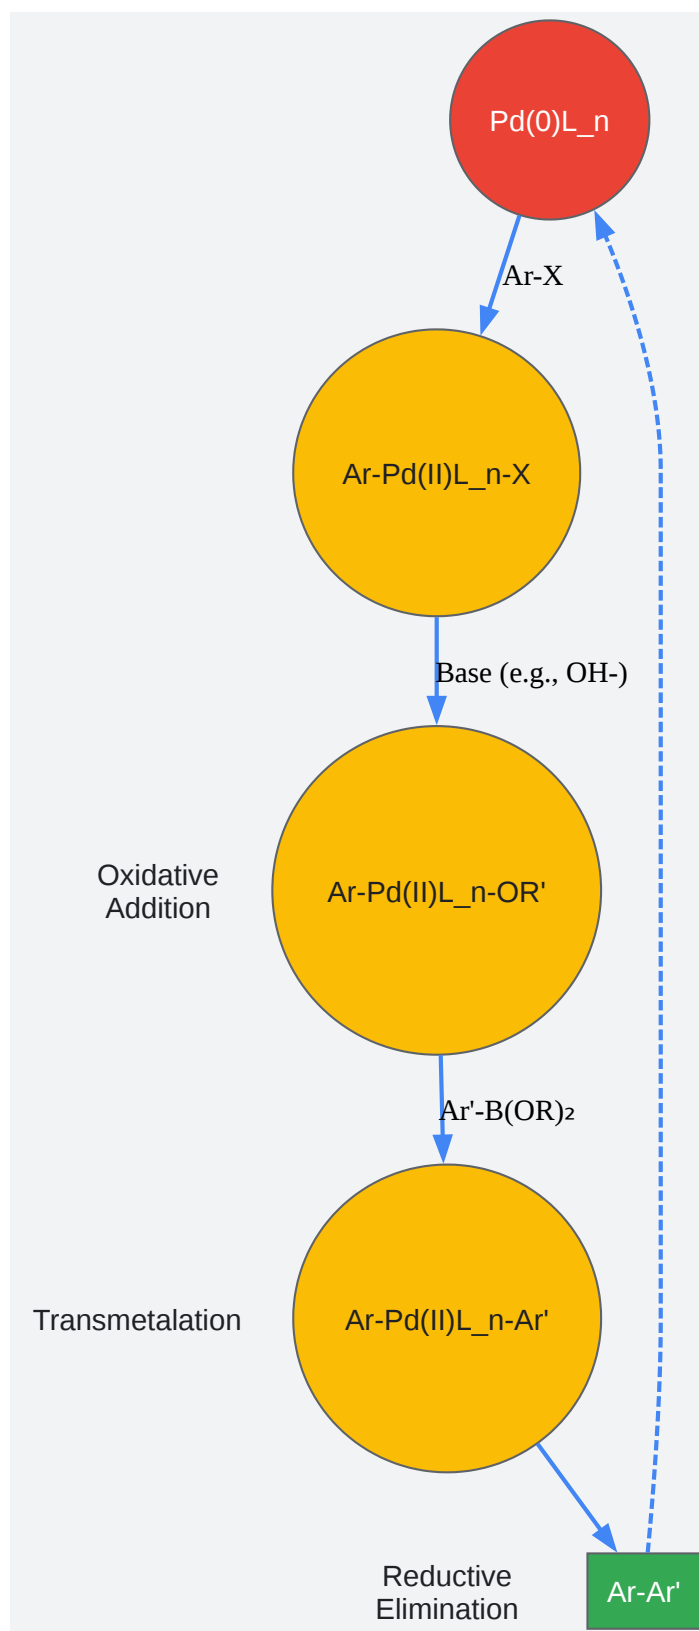 Pd(0)L_n
Ar-X
Ar-Pd(II)L_n-X
Base (e.g., OH-)
Oxidative
Addition
Ar-Pd(II)L_n-OR'
Ar'-B(OR)₂
Transmetalation
Ar-Pd(II)L_n-Ar'
Reductive
Elimination
Ar-Ar'